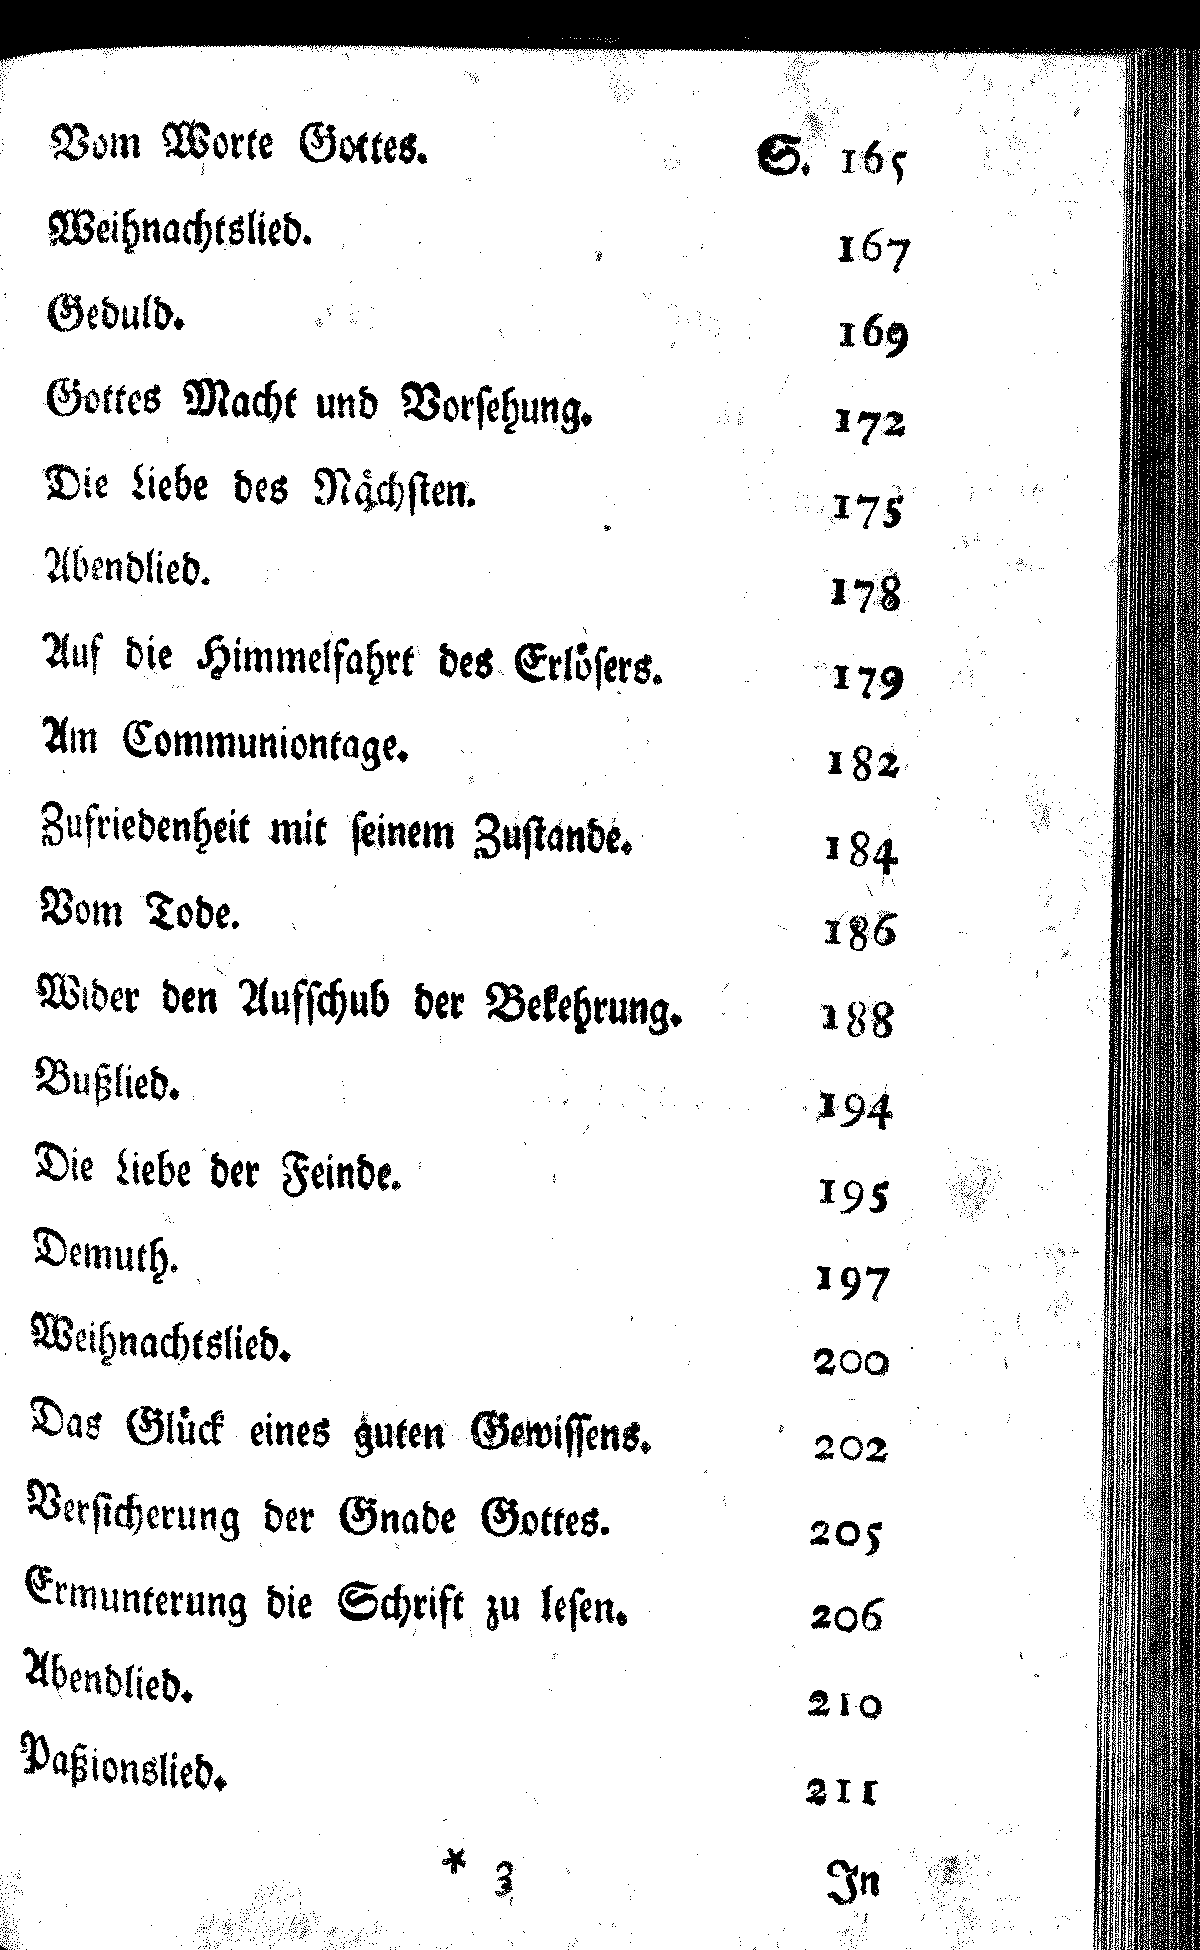 Vom Worte Gottes. S. 165
Weihnachtslied. 167
Geduld. 169
Gottes Macht und Vorſehung. 172
Die Liebe des Nächſten. 175
Abendlied. 178
Auf die Himmelfahrt des Erlöſers. 179
Am Communiontage. 182
Zufriedenheit mit ſeinem Zuſtande. 184
Vom Tode. 186
Wider den Aufſchub der Bekehrung. 188
Bußlied. 194
Die Liebe der Feinde. 195
Demuth. 197
Weihnachtslied. 200
Das Glück eines guten Gewiſſens. 202
Verſicherung der Gnade Gottes. 205
Ermunterung die Schrift zu leſen. 206
Abendlied. 210
Paßionslied. 211
* 3 In